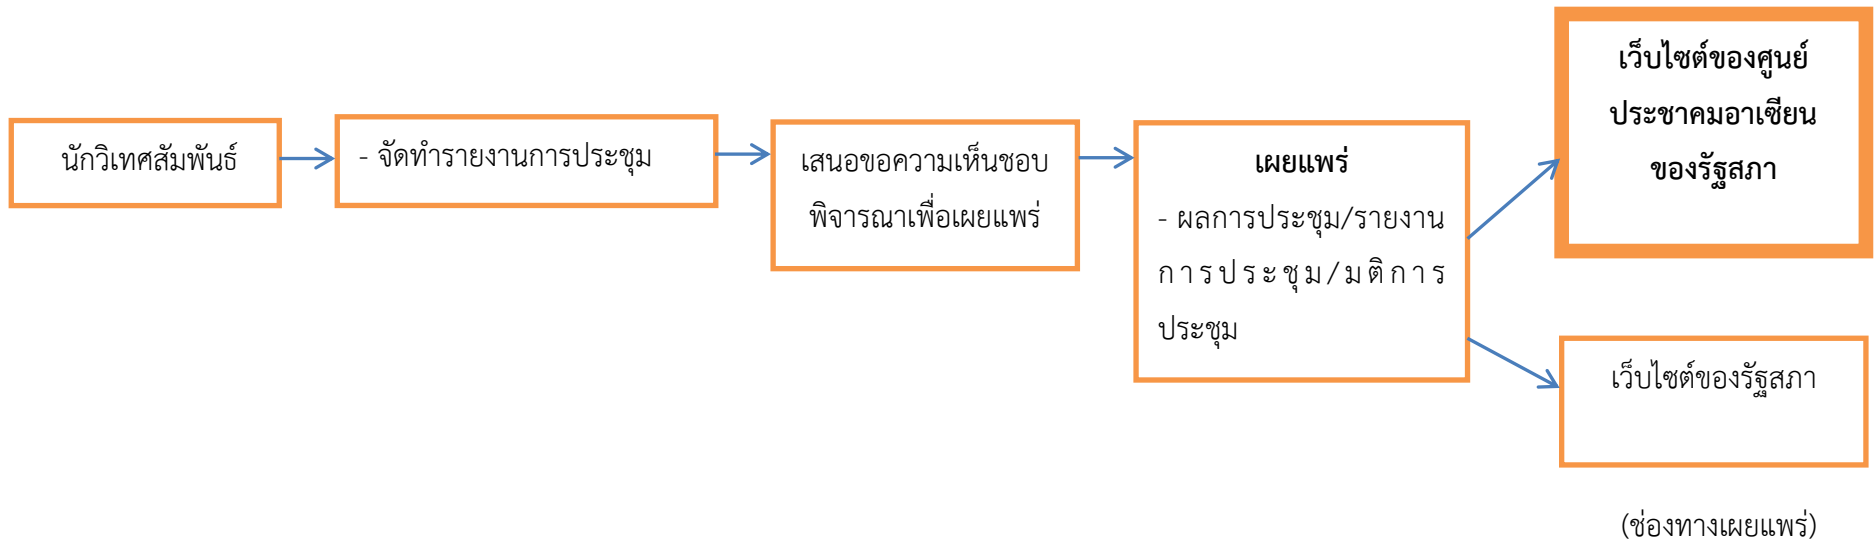 นักวิเทศสัมพันธ์
- จัดทำรายงานการประชุม
เสนอขอความเห็นชอบ
พิจารณาเพื่อเผยแพร่
เผยแพร่
- ผลการประชุม/รายงาน
การประชุม/มติการ
ประชุม
เว็บไซต์ของศูนย์
ประชาคมอาเซียน
ของรัฐสภา
เว็บไซต์ของรัฐสภา
(ช่องทางเผยแพร่)